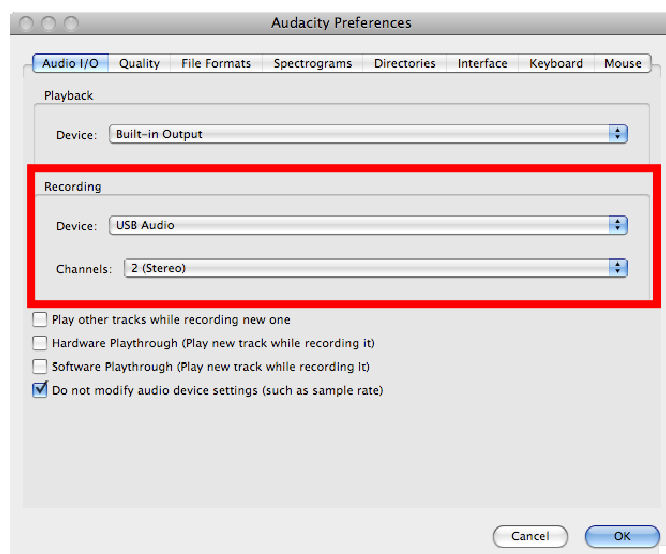 Audacity Preferences
Audio I/O Quality File Formats Spectrograms Directories Interface Keyboard Mouse
Playback
Device: Built-in Output
Recording
Device: USB Audio
Channels: 2 (Stereo)
Play other tracks while recording new one
Hardware Playthrough (Play new track while recording it)
Software Playthrough (Play new track while recording it)
Do not modify audio device settings (such as sample rate)
Cancel OK